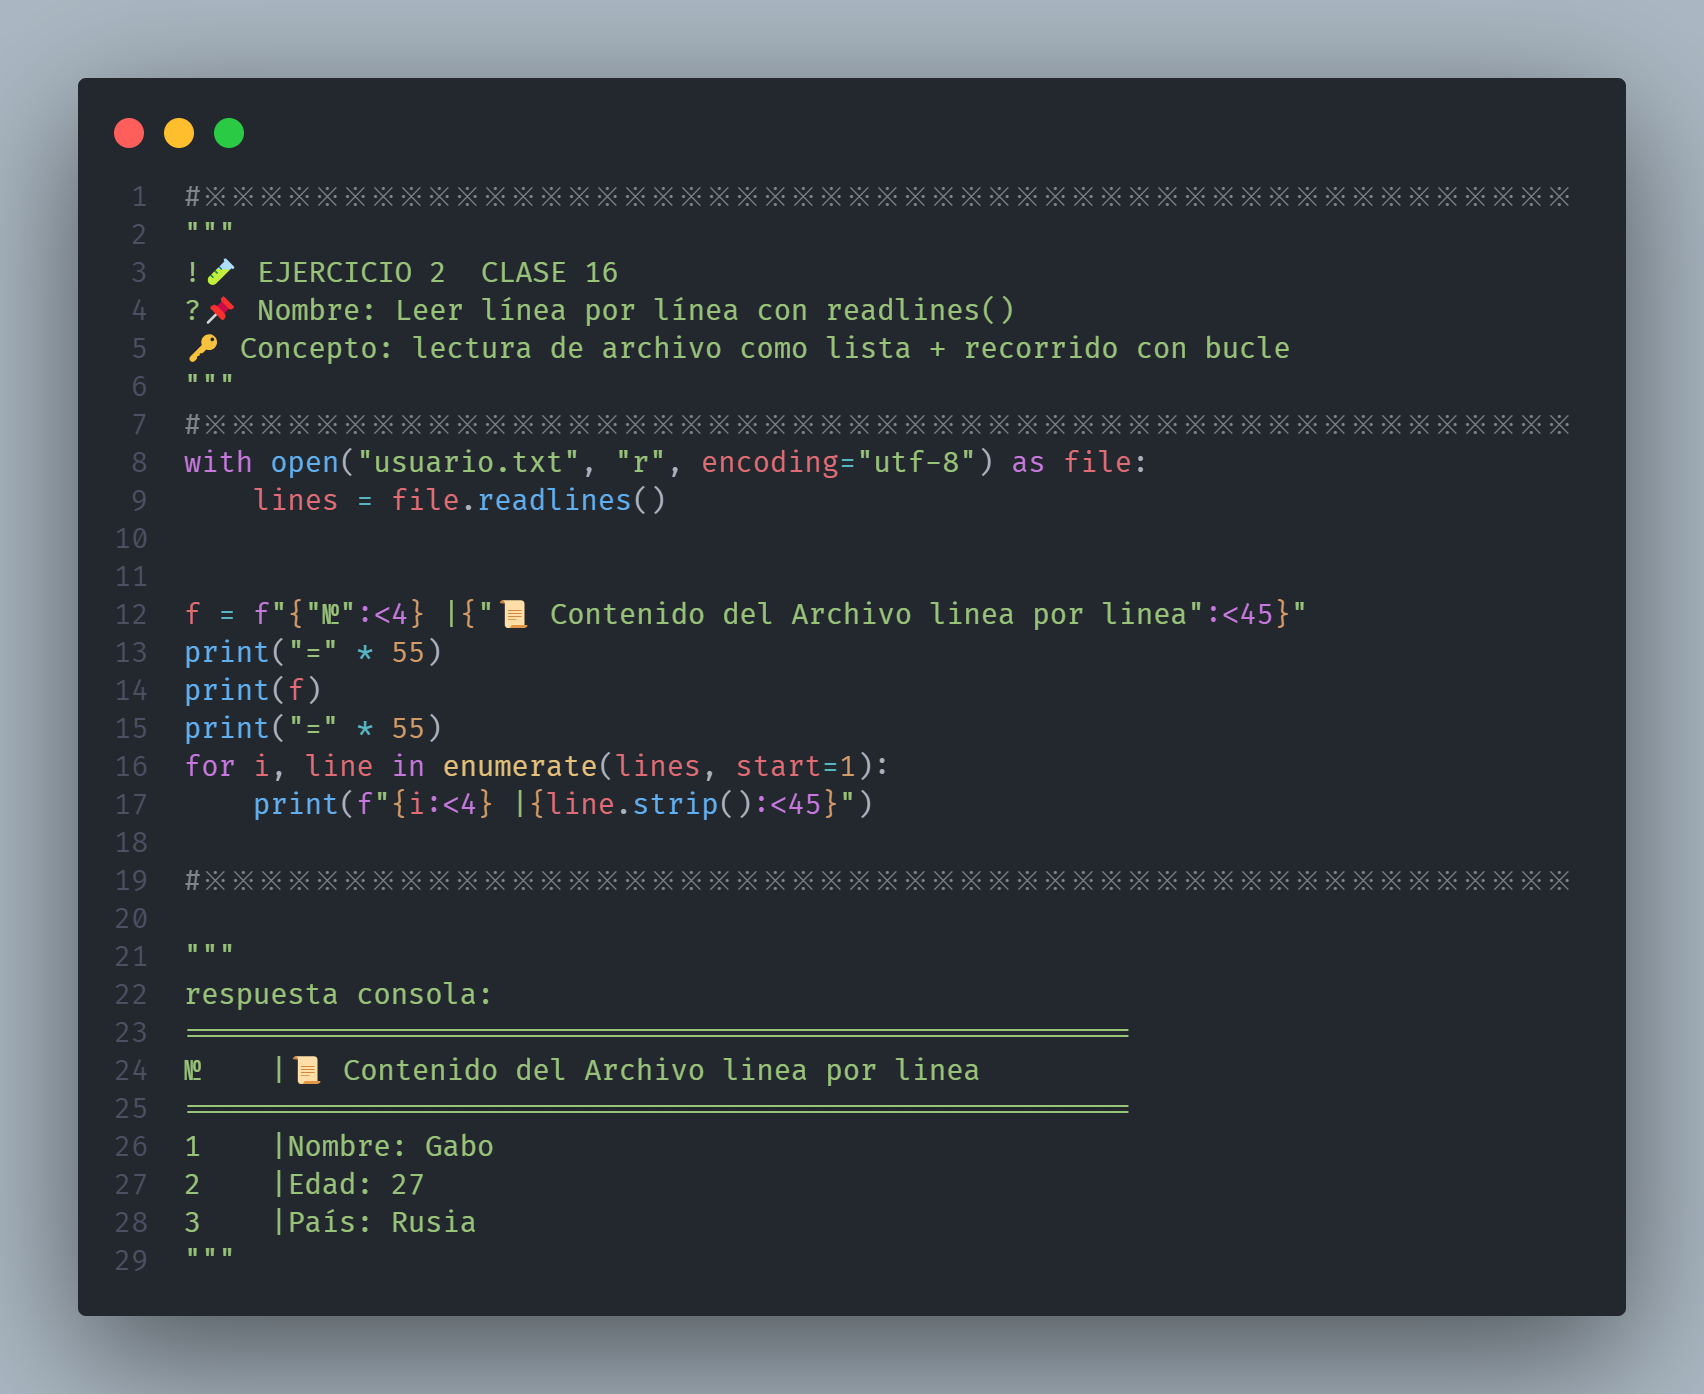 1 #※※※※※※※※※※※※※※※※※※※※※※※※※※※※※※※※※※※※※※※※※※※※※※※※※
2 """
3 !🧪 EJERCICIO 2  CLASE 16
4 ?📌 Nombre: Leer línea por línea con readlines()
5 🔑 Concepto: lectura de archivo como lista + recorrido con bucle
6 """
7 #※※※※※※※※※※※※※※※※※※※※※※※※※※※※※※※※※※※※※※※※※※※※※※※※※
8 with open("usuario.txt", "r", encoding="utf-8") as file:
9     lines = file.readlines()
10
11
12 f = f"{"№":<4} |{"📜 Contenido del Archivo linea por linea":<45}"
13 print("=" * 55)
14 print(f)
15 print("=" * 55)
16 for i, line in enumerate(lines, start=1):
17     print(f"{i:<4} |{line.strip():<45}")
18
19 #※※※※※※※※※※※※※※※※※※※※※※※※※※※※※※※※※※※※※※※※※※※※※※※※※
20
21 """
22 respuesta consola:
23 =======================================================
24 №    |📜 Contenido del Archivo linea por linea
25 =======================================================
26 1    |Nombre: Gabo
27 2    |Edad: 27
28 3    |País: Rusia
29 """